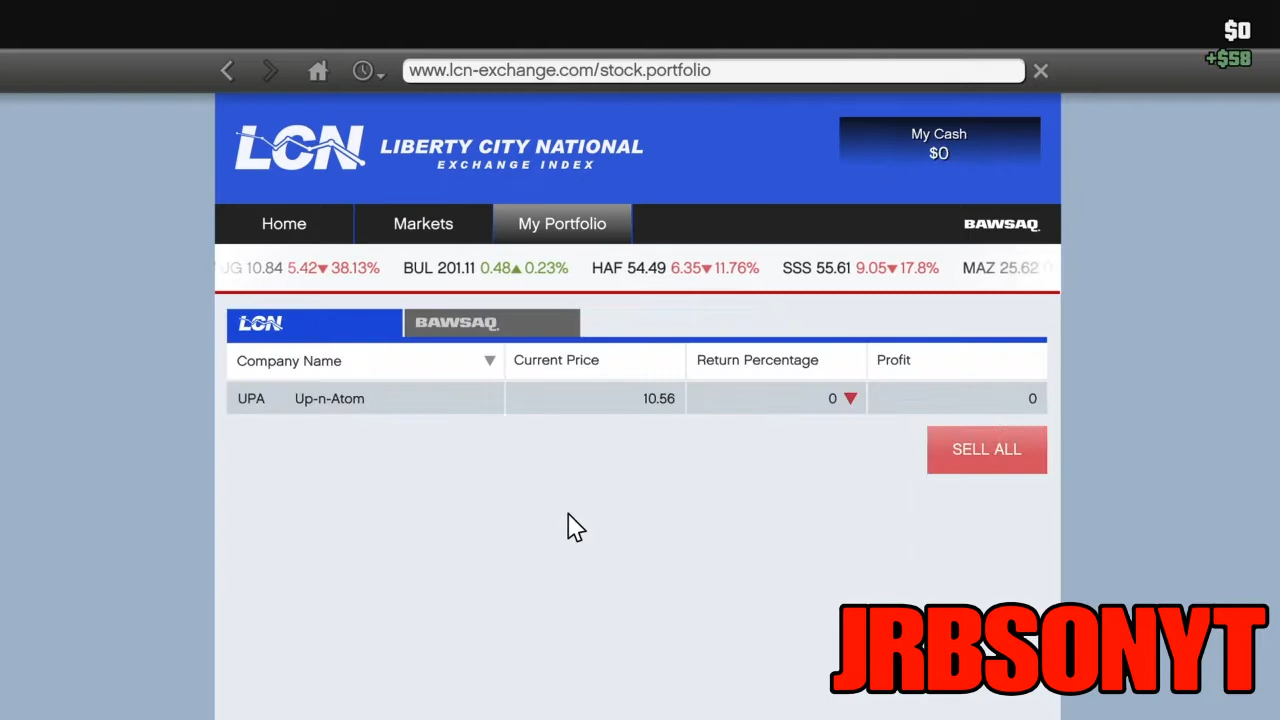 $0
+$58
www.lcn-exchange.com/stock.portfolio
LCN LIBERTY CITY NATIONAL
EXCHANGE INDEX
My Cash
$0
Home Markets My Portfolio BAWSAQ
JG 10.84 5.42▼38.13% BUL 201.11 0.48▲0.23% HAF 54.49 6.35▼11.76% SSS 55.61 9.05▼17.8% MAZ 25.62
LCN BAWSAQ
Company Name ▼ Current Price Return Percentage Profit
UPA Up-n-Atom 10.56 0 ▼ 0
SELL ALL
JRBSONYT